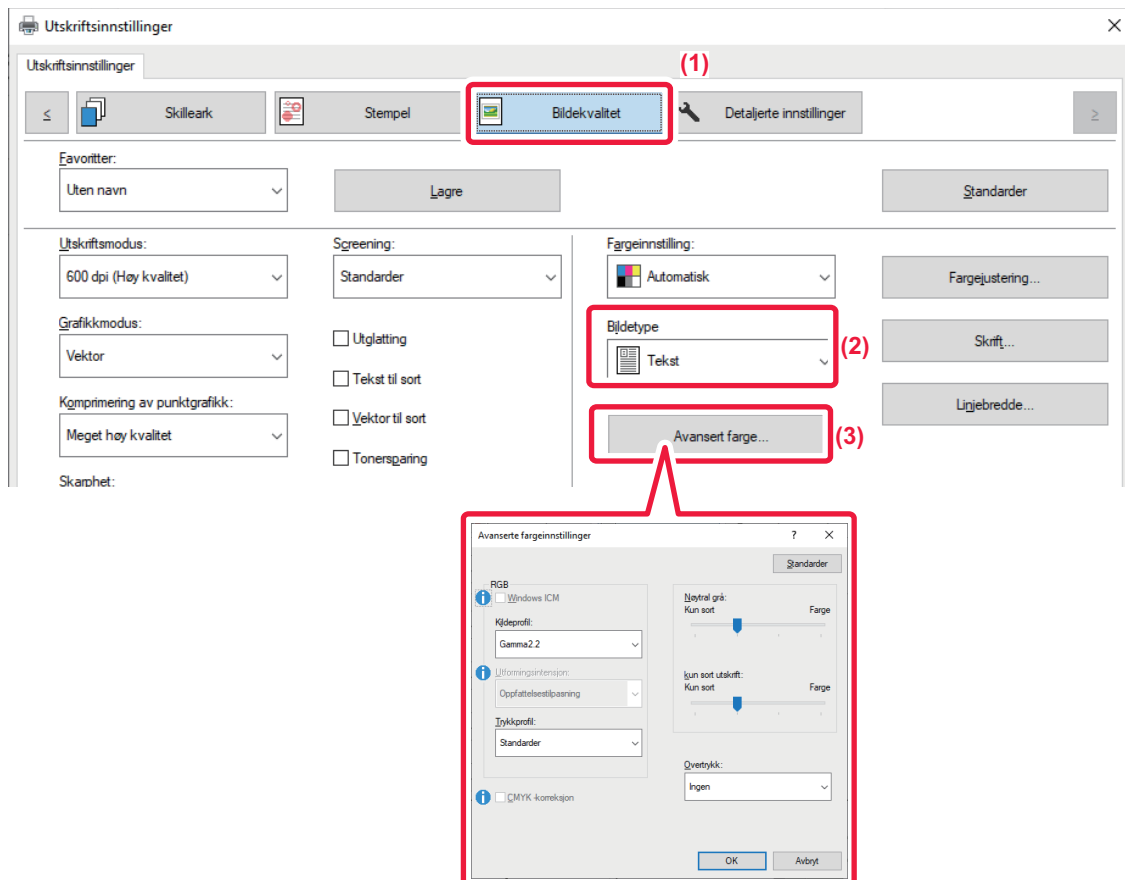 Utskriftsinnstillinger
Utskriftsinnstillinger
(1)
≤ Skilleark Stempel Bildekvalitet Detaljerte innstillinger ≥
Favoritter:
Uten navn Lagre Standarder
Utskriftsmodus: Screening: Fargeinnstilling:
600 dpi (Høy kvalitet) Standarder Automatisk Fargejustering...
Grafikkmodus: Utglatting Bildetype
Vektor Tekst (2) Skrift...
Tekst til sort
Komprimering av punktgrafikk: Vektor til sort Linjebredde...
Meget høy kvalitet Avansert farge... (3)
Tonersparing
Skarphet:
Avanserte fargeinnstillinger ?
Standarder
RGB
Windows ICM Nøytral grå:
Kun sort Farge
Kildeprofil:
Gamma2.2
Utformingsintensjon: kun sort utskrift:
Kun sort Farge
Oppfattelsestilpasning
Trykkprofil:
Standarder
Overtrykk:
Ingen
CMYK -korreksjon
OK Avbryt